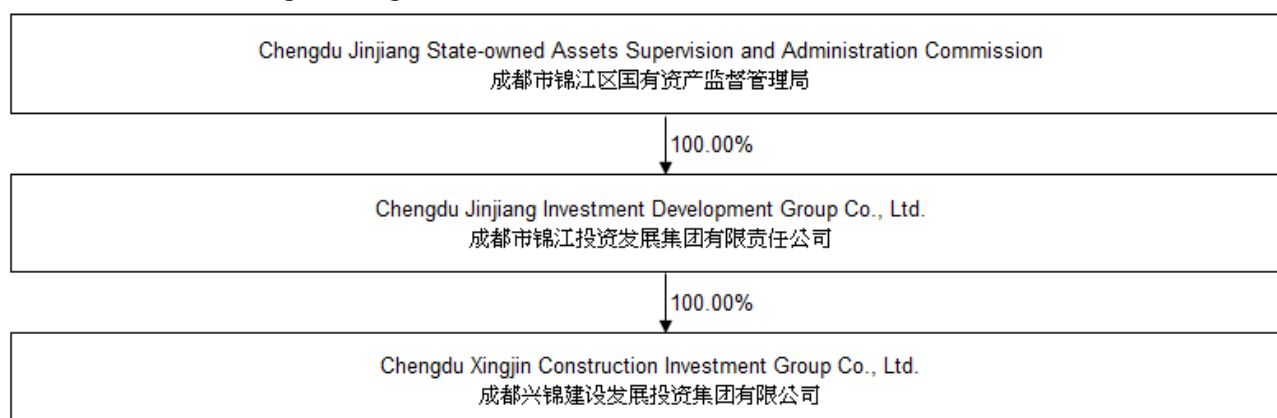 Chengdu Jinjiang State-owned Assets Supervision and Administration Commission
成都市锦江区国有资产监督管理局
100.00%
Chengdu Jinjiang Investment Development Group Co., Ltd.
成都市锦江投资发展集团有限责任公司
100.00%
Chengdu Xingjin Construction Investment Group Co., Ltd.
成都兴锦建设发展投资集团有限公司